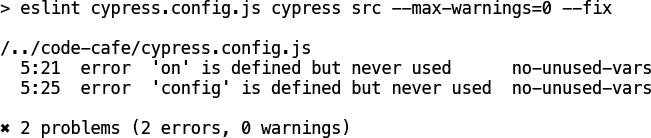 > eslint cypress.config.js cypress src --max-warnings=0 --fix
/../code-cafe/cypress.config.js
5:21  error  'on' is defined but never used      no-unused-vars
5:25  error  'config' is defined but never used  no-unused-vars
✖ 2 problems (2 errors, 0 warnings)